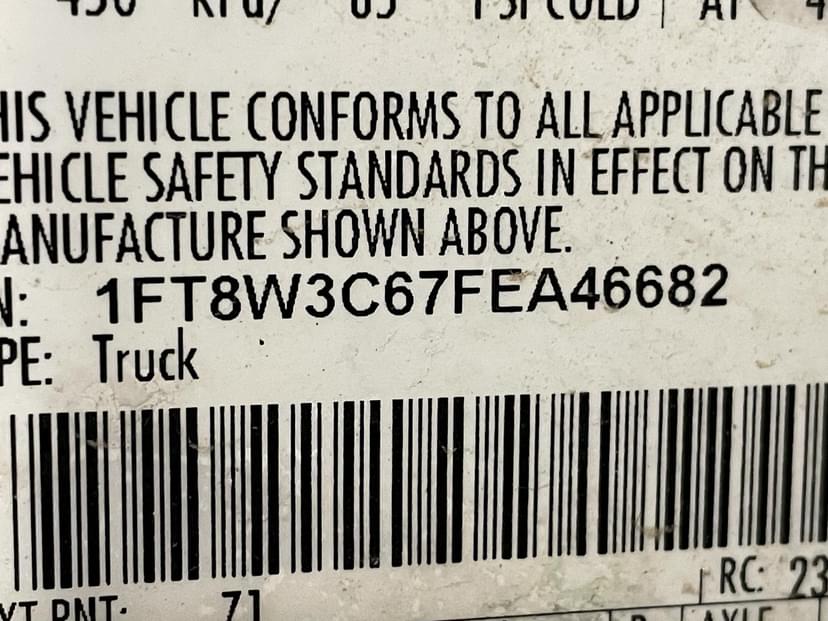 HIS VEHICLE CONFORMS TO ALL APPLICABLE
EHICLE SAFETY STANDARDS IN EFFECT ON TH
ANUFACTURE SHOWN ABOVE.
N: 1FT8W3C67FEA46682
PE: Truck
RC: 23
71